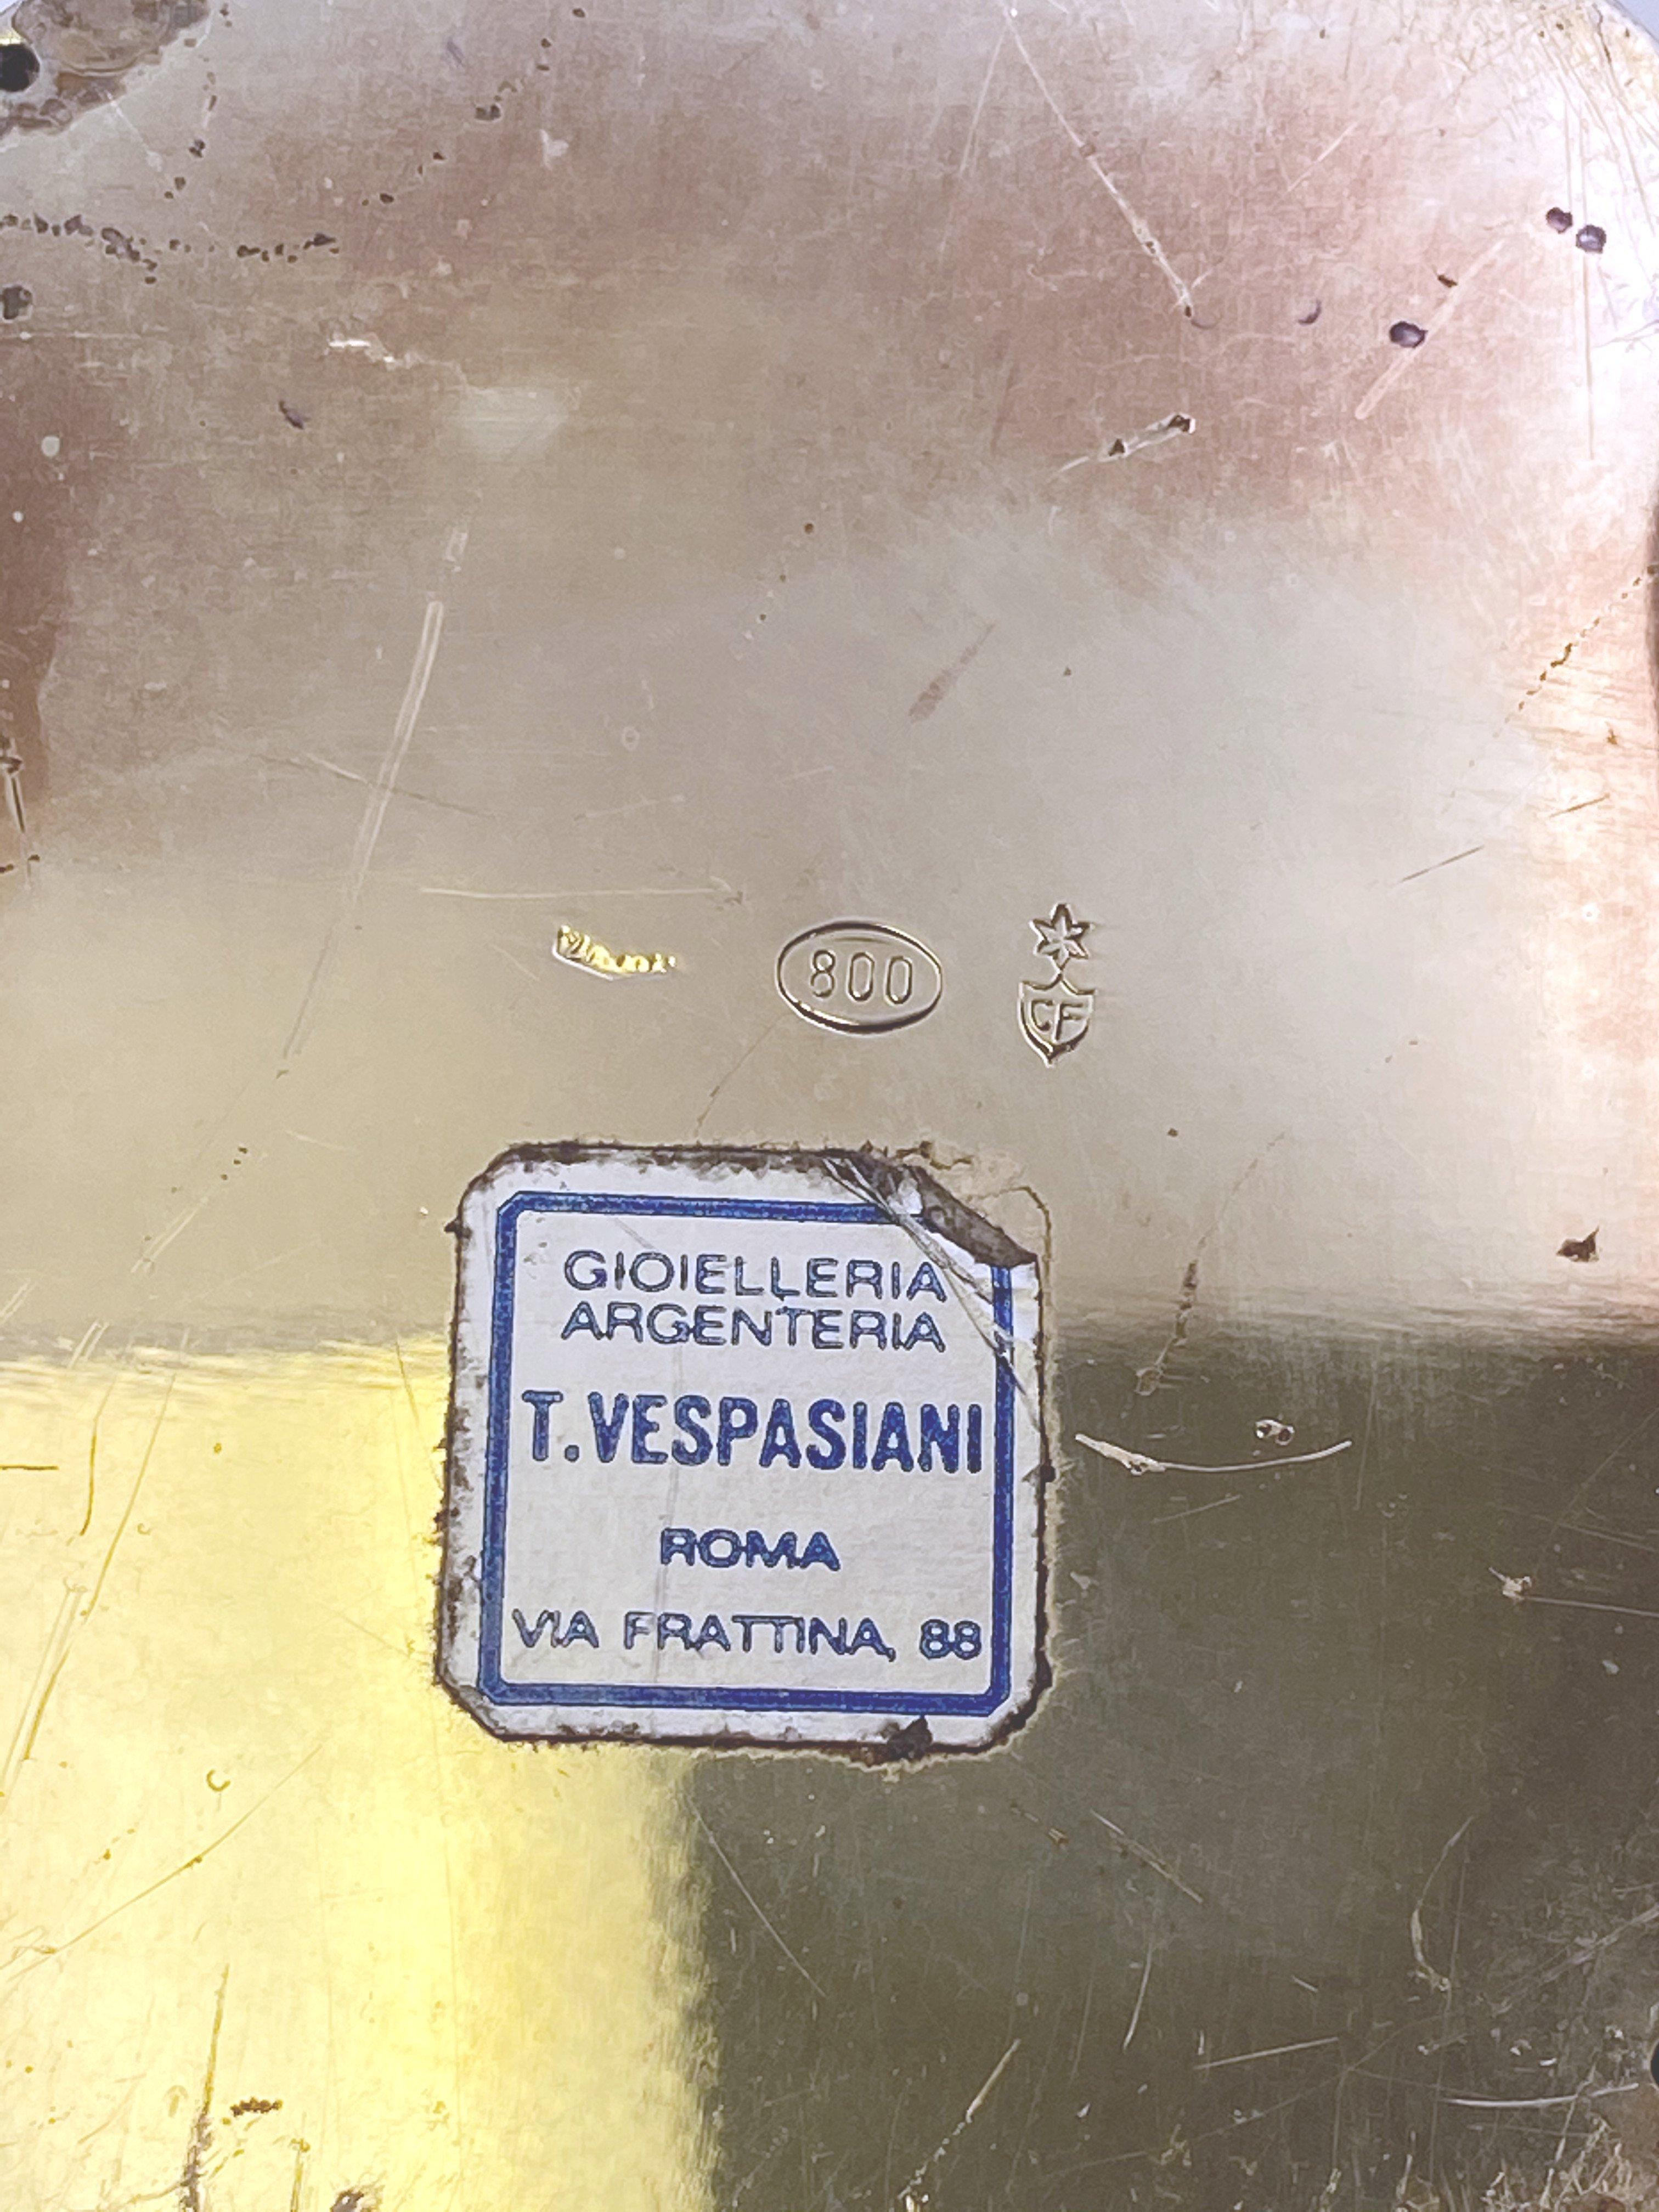 800
CF
GIOIELLERIA
ARGENTERIA
T. VESPASIANI
ROMA
VIA FRATTINA, 88